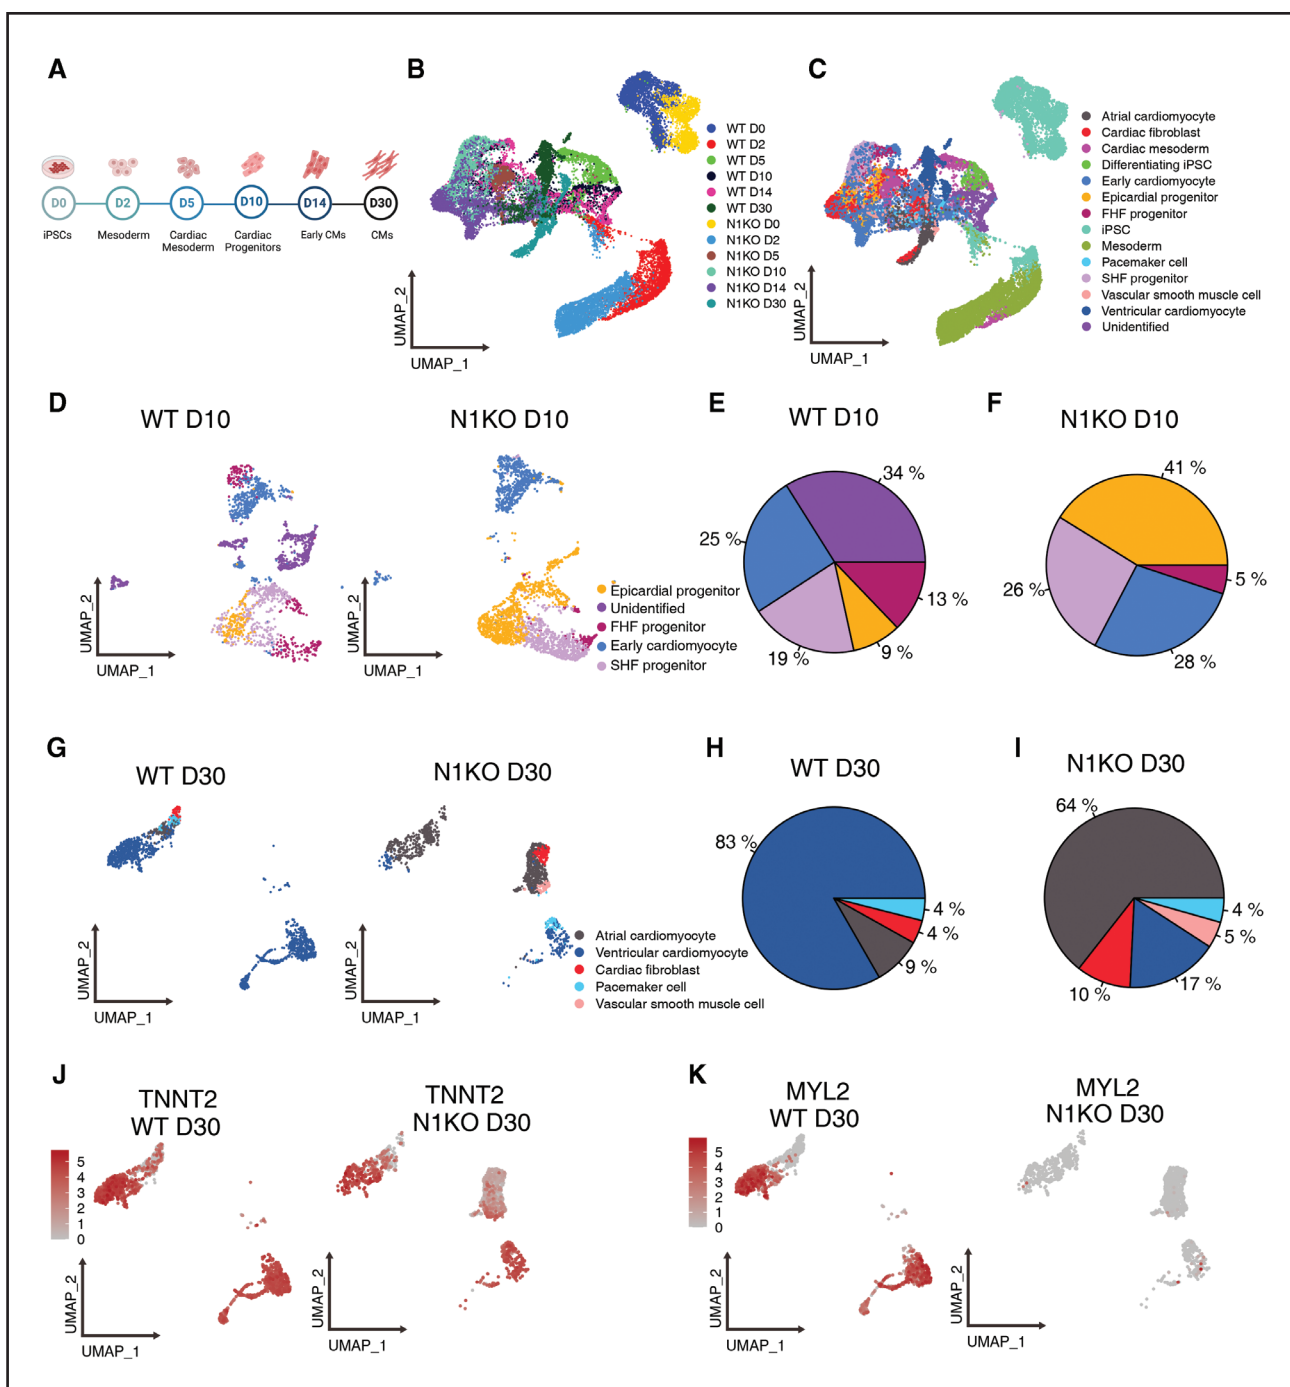 A
D0
D2
D5
D10
D14
D30
iPSCs
Mesoderm
Cardiac
Mesoderm
Cardiac
Progenitors
Early CMs
CMs
B
WT D0
WT D2
WT D5
WT D10
WT D14
WT D30
N1KO D0
N1KO D2
N1KO D5
N1KO D10
N1KO D14
N1KO D30
UMAP_2
UMAP_1
C
Atrial cardiomyocyte
Cardiac fibroblast
Cardiac mesoderm
Differentiating iPSC
Early cardiomyocyte
Epicardial progenitor
FHF progenitor
iPSC
Mesoderm
Pacemaker cell
SHF progenitor
Vascular smooth muscle cell
Ventricular cardiomyocyte
Unidentified
UMAP_2
UMAP_1
D
WT D10
UMAP_2
UMAP_1
N1KO D10
UMAP_2
UMAP_1
Epicardial progenitor
Unidentified
FHF progenitor
Early cardiomyocyte
SHF progenitor
E
WT D10
34 %
25 %
13 %
19 %
9 %
F
N1KO D10
41 %
5 %
26 %
28 %
G
WT D30
UMAP_2
UMAP_1
N1KO D30
UMAP_2
UMAP_1
Atrial cardiomyocyte
Ventricular cardiomyocyte
Cardiac fibroblast
Pacemaker cell
Vascular smooth muscle cell
H
WT D30
83 %
4 %
4 %
9 %
I
N1KO D30
64 %
4 %
5 %
17 %
10 %
J
TNNT2
WT D30
5
4
3
2
1
0
UMAP_2
UMAP_1
TNNT2
N1KO D30
UMAP_2
UMAP_1
K
MYL2
WT D30
5
4
3
2
1
0
UMAP_2
UMAP_1
MYL2
N1KO D30
UMAP_2
UMAP_1